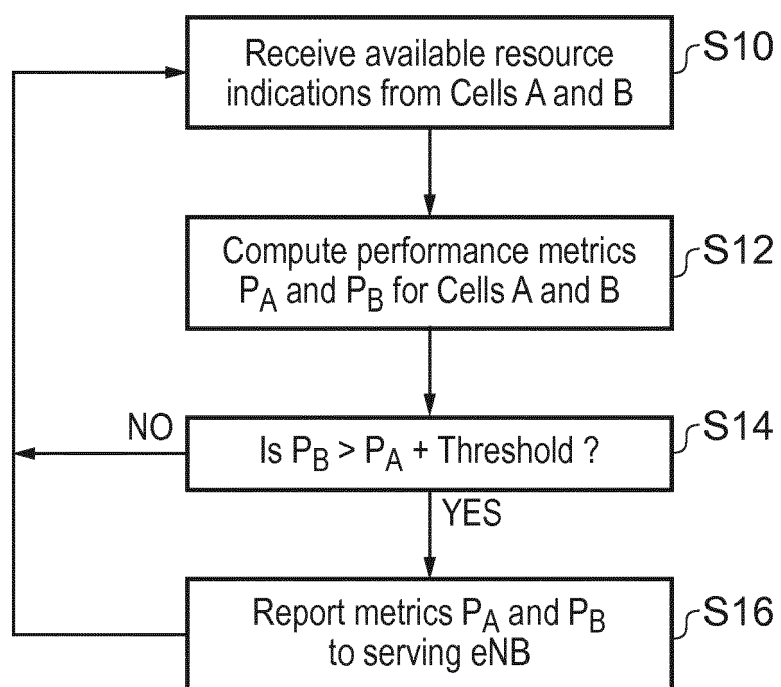 Receive available resource
indications from Cells A and B
S10
Compute performance metrics
PA and PB for Cells A and B
S12
NO
Is PB > PA + Threshold ?
S14
YES
Report metrics PA and PB
to serving eNB
S16